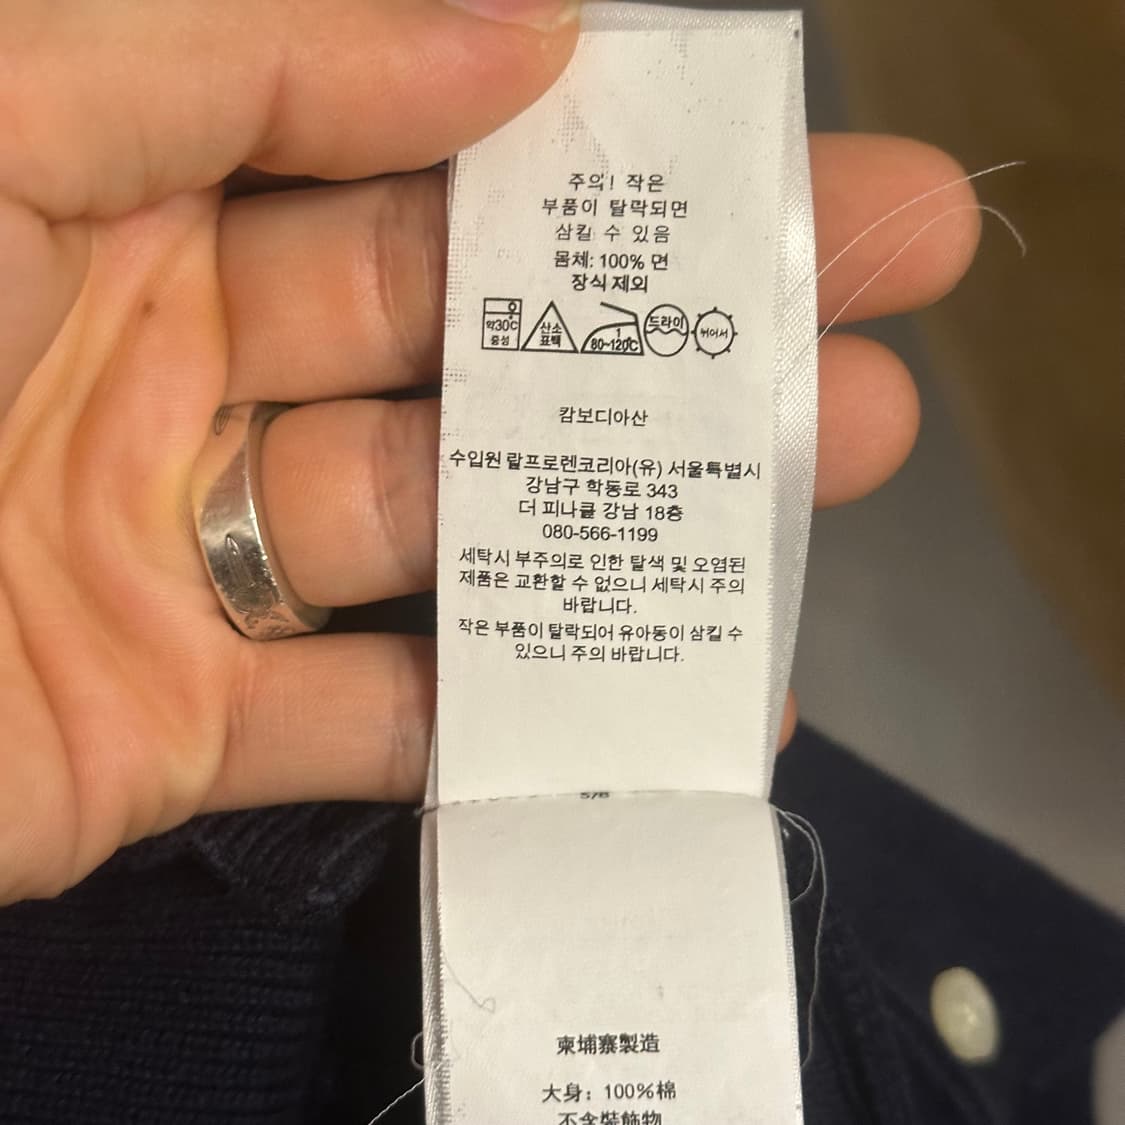 주의! 작은
부품이 탈락되면
삼킬 수 있음
몸체: 100% 면
장식 제외
약30℃
중성
산소
표백
1
80~120℃
드라이
뉘어서
캄보디아산
수입원 랄프로렌코리아(유) 서울특별시
강남구 학동로 343
더 피나클 강남 18층
080-566-1199
세탁시 부주의로 인한 탈색 및 오염된
제품은 교환할 수 없으니 세탁시 주의
바랍니다.
작은 부품이 탈락되어 유아동이 삼킬 수
있으니 주의 바랍니다.
柬埔寨製造
大身：100%棉
不含裝飾物